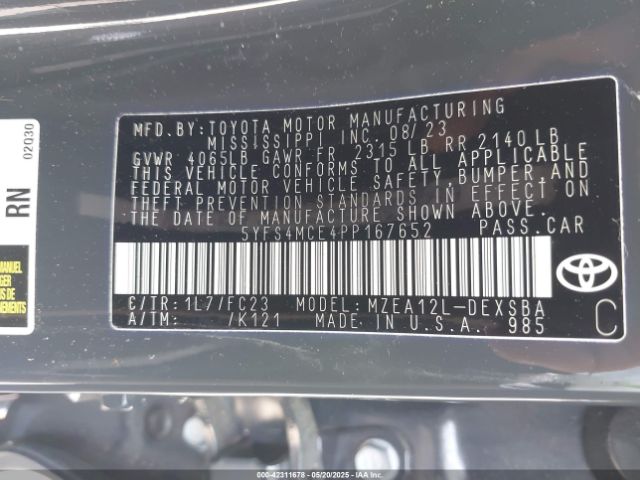 MFD.BY:TOYOTA MOTOR MANUFACTURING
MISSISSIPPI, INC. 08/23
GVWR 4065LB GAWR FR 2315 LB RR 2140 LB
THIS VEHICLE CONFORMS TO ALL APPLICABLE
FEDERAL MOTOR VEHICLE SAFETY,BUMPER,AND
THEFT PREVENTION STANDARDS IN EFFECT ON
THE DATE OF MANUFACTURE SHOWN ABOVE.
5YFS4MCE4PP167652 PASS.CAR
C/TR: 1L7/FC23 MODEL: MZEA12L-DEXSBA
A/TM: /K121 MADE IN U.S.A. 985
C
02030
RN
000-42311678 — 05/20/2025 — IAAI.COM